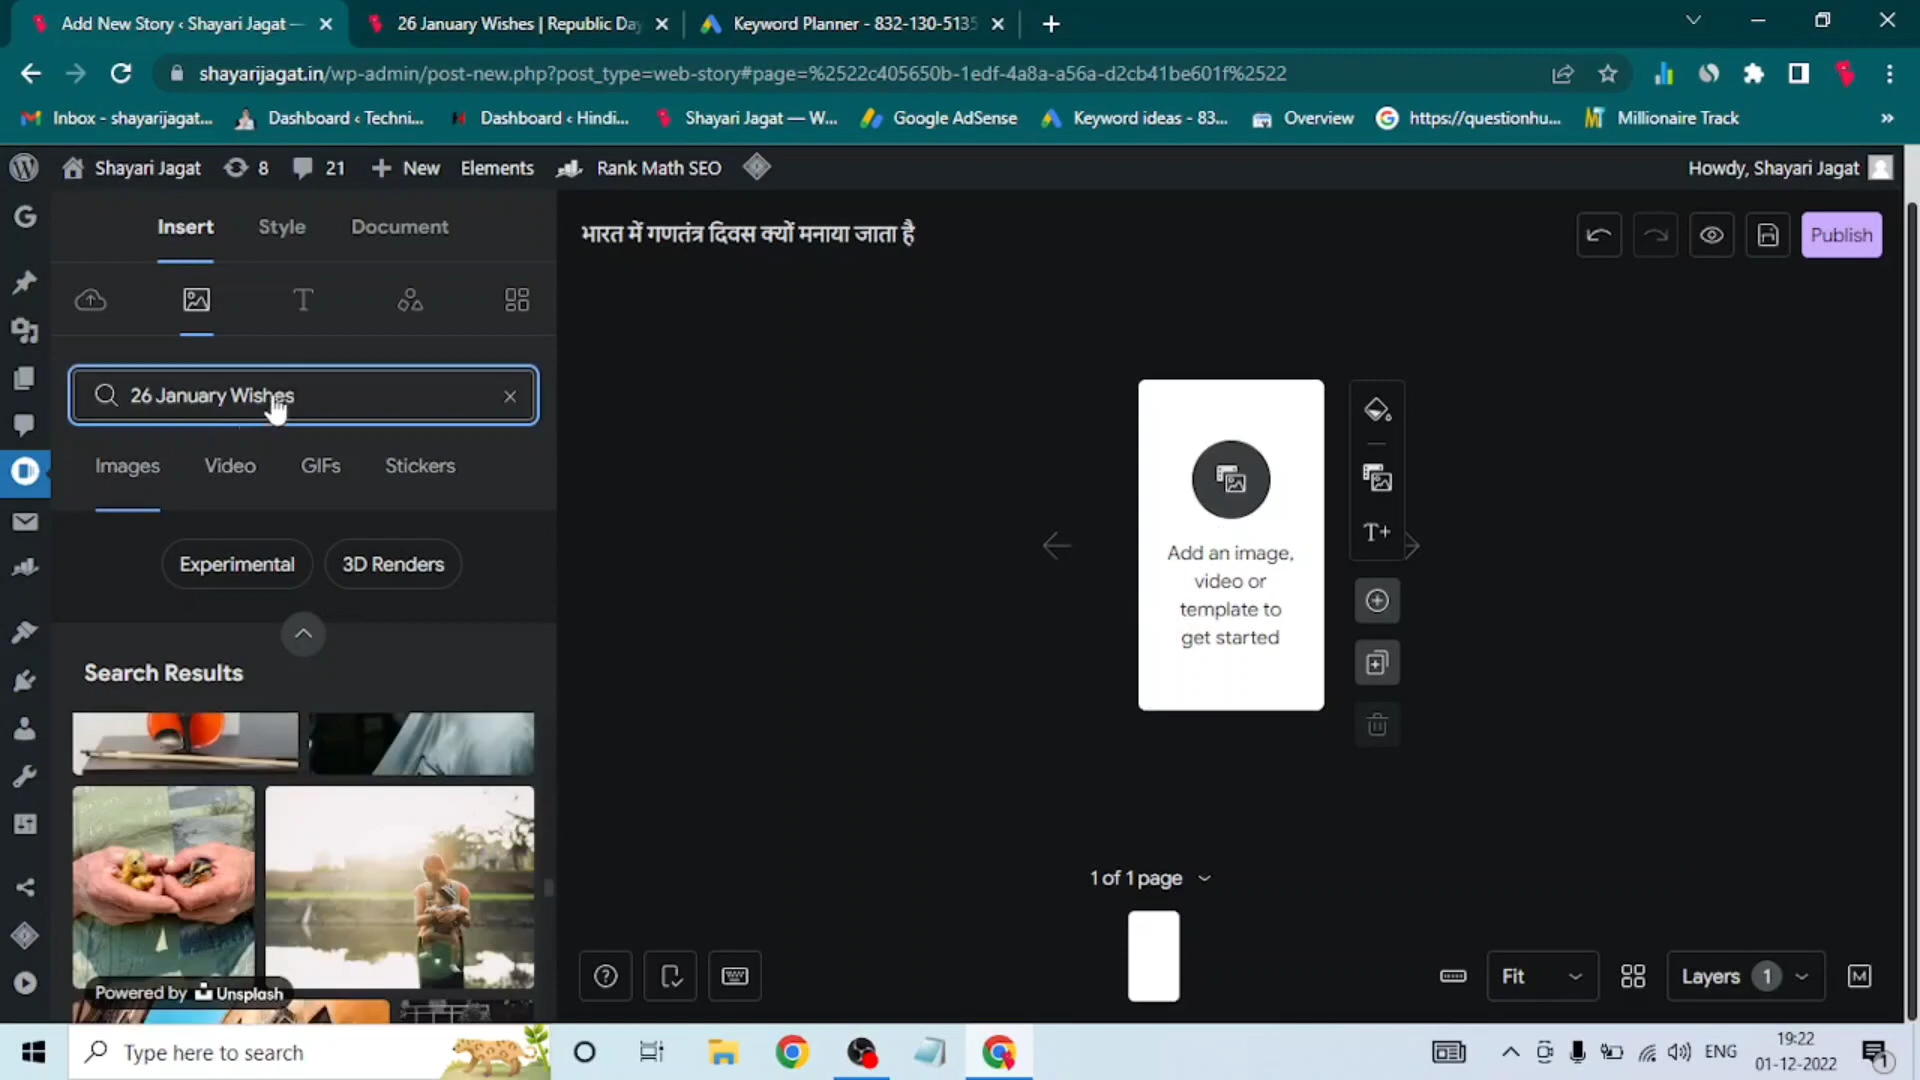 Add New Story ‹ Shayari Jagat —
26 January Wishes | Republic Day
Keyword Planner - 832-130-5135
shayarijagat.in/wp-admin/post-new.php?post_type=web-story#page=%2522c405650b-1edf-4a8a-a56a-d2cb41be601f%2522
Inbox - shayarijagat...
Dashboard ‹ Techni...
Dashboard ‹ Hindi...
Shayari Jagat — W...
Google AdSense
Keyword ideas - 83...
Overview
https://questionhu...
Millionaire Track
»
Shayari Jagat
8
21
New
Elements
Rank Math SEO
Howdy, Shayari Jagat
Insert
Style
Document
भारत में गणतंत्र दिवस क्यों मनाया जाता है
Publish
26 January Wishes
Images
Video
GIFs
Stickers
Experimental
3D Renders
Search Results
Powered by Unsplash
Add an image,
video or
template to
get started
T+
1 of 1 page
Fit
Layers
1
Type here to search
ENG
19:22
01-12-2022
1